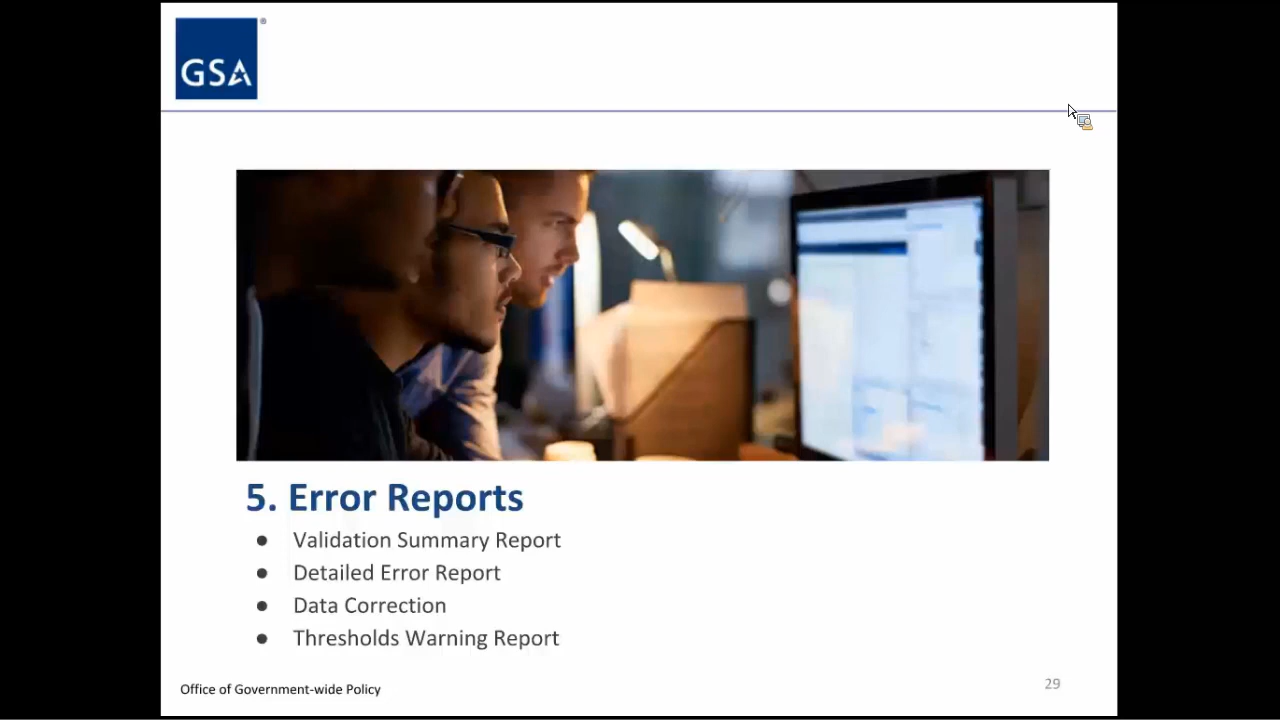 GSA
®
5. Error Reports
● Validation Summary Report
● Detailed Error Report
● Data Correction
● Thresholds Warning Report
Office of Government-wide Policy
29